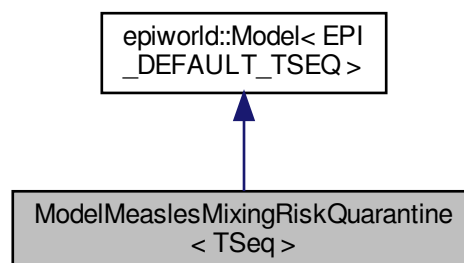 epiworld::Model< EPI
_DEFAULT_TSEQ >
ModelMeaslesMixingRiskQuarantine
< TSeq >